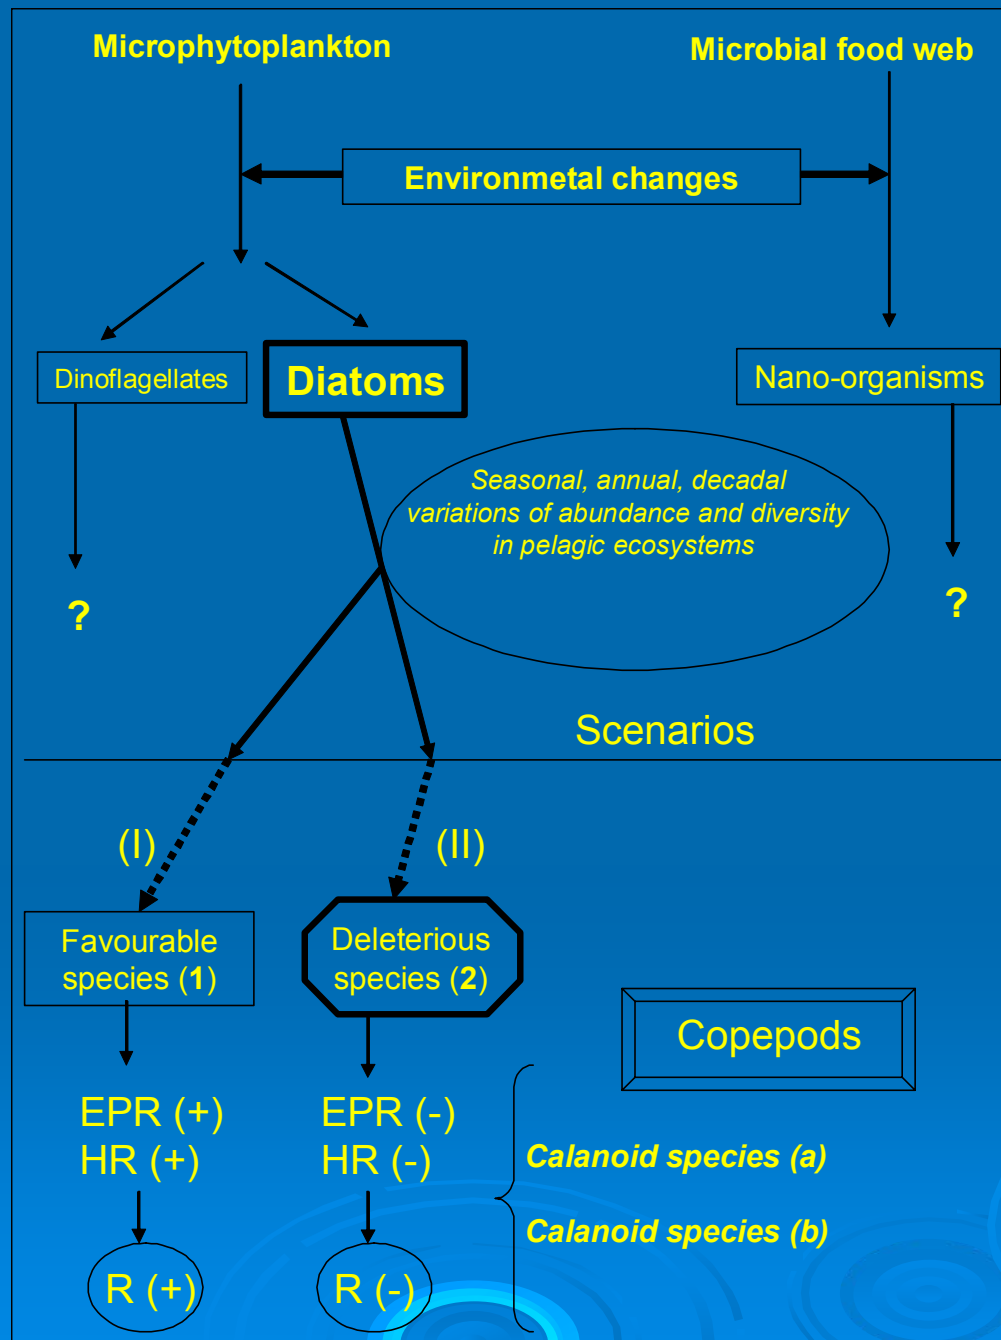 Microphytoplankton
Microbial food web
Environmetal changes
Dinoflagellates
Diatoms
Nano-organisms
Seasonal, annual, decadal
variations of abundance and diversity
in pelagic ecosystems
?
?
Scenarios
(I)
(II)
Favourable
species (1)
Deleterious
species (2)
Copepods
EPR (+)
HR (+)
EPR (-)
HR (-)
Calanoid species (a)
Calanoid species (b)
R (+)
R (-)